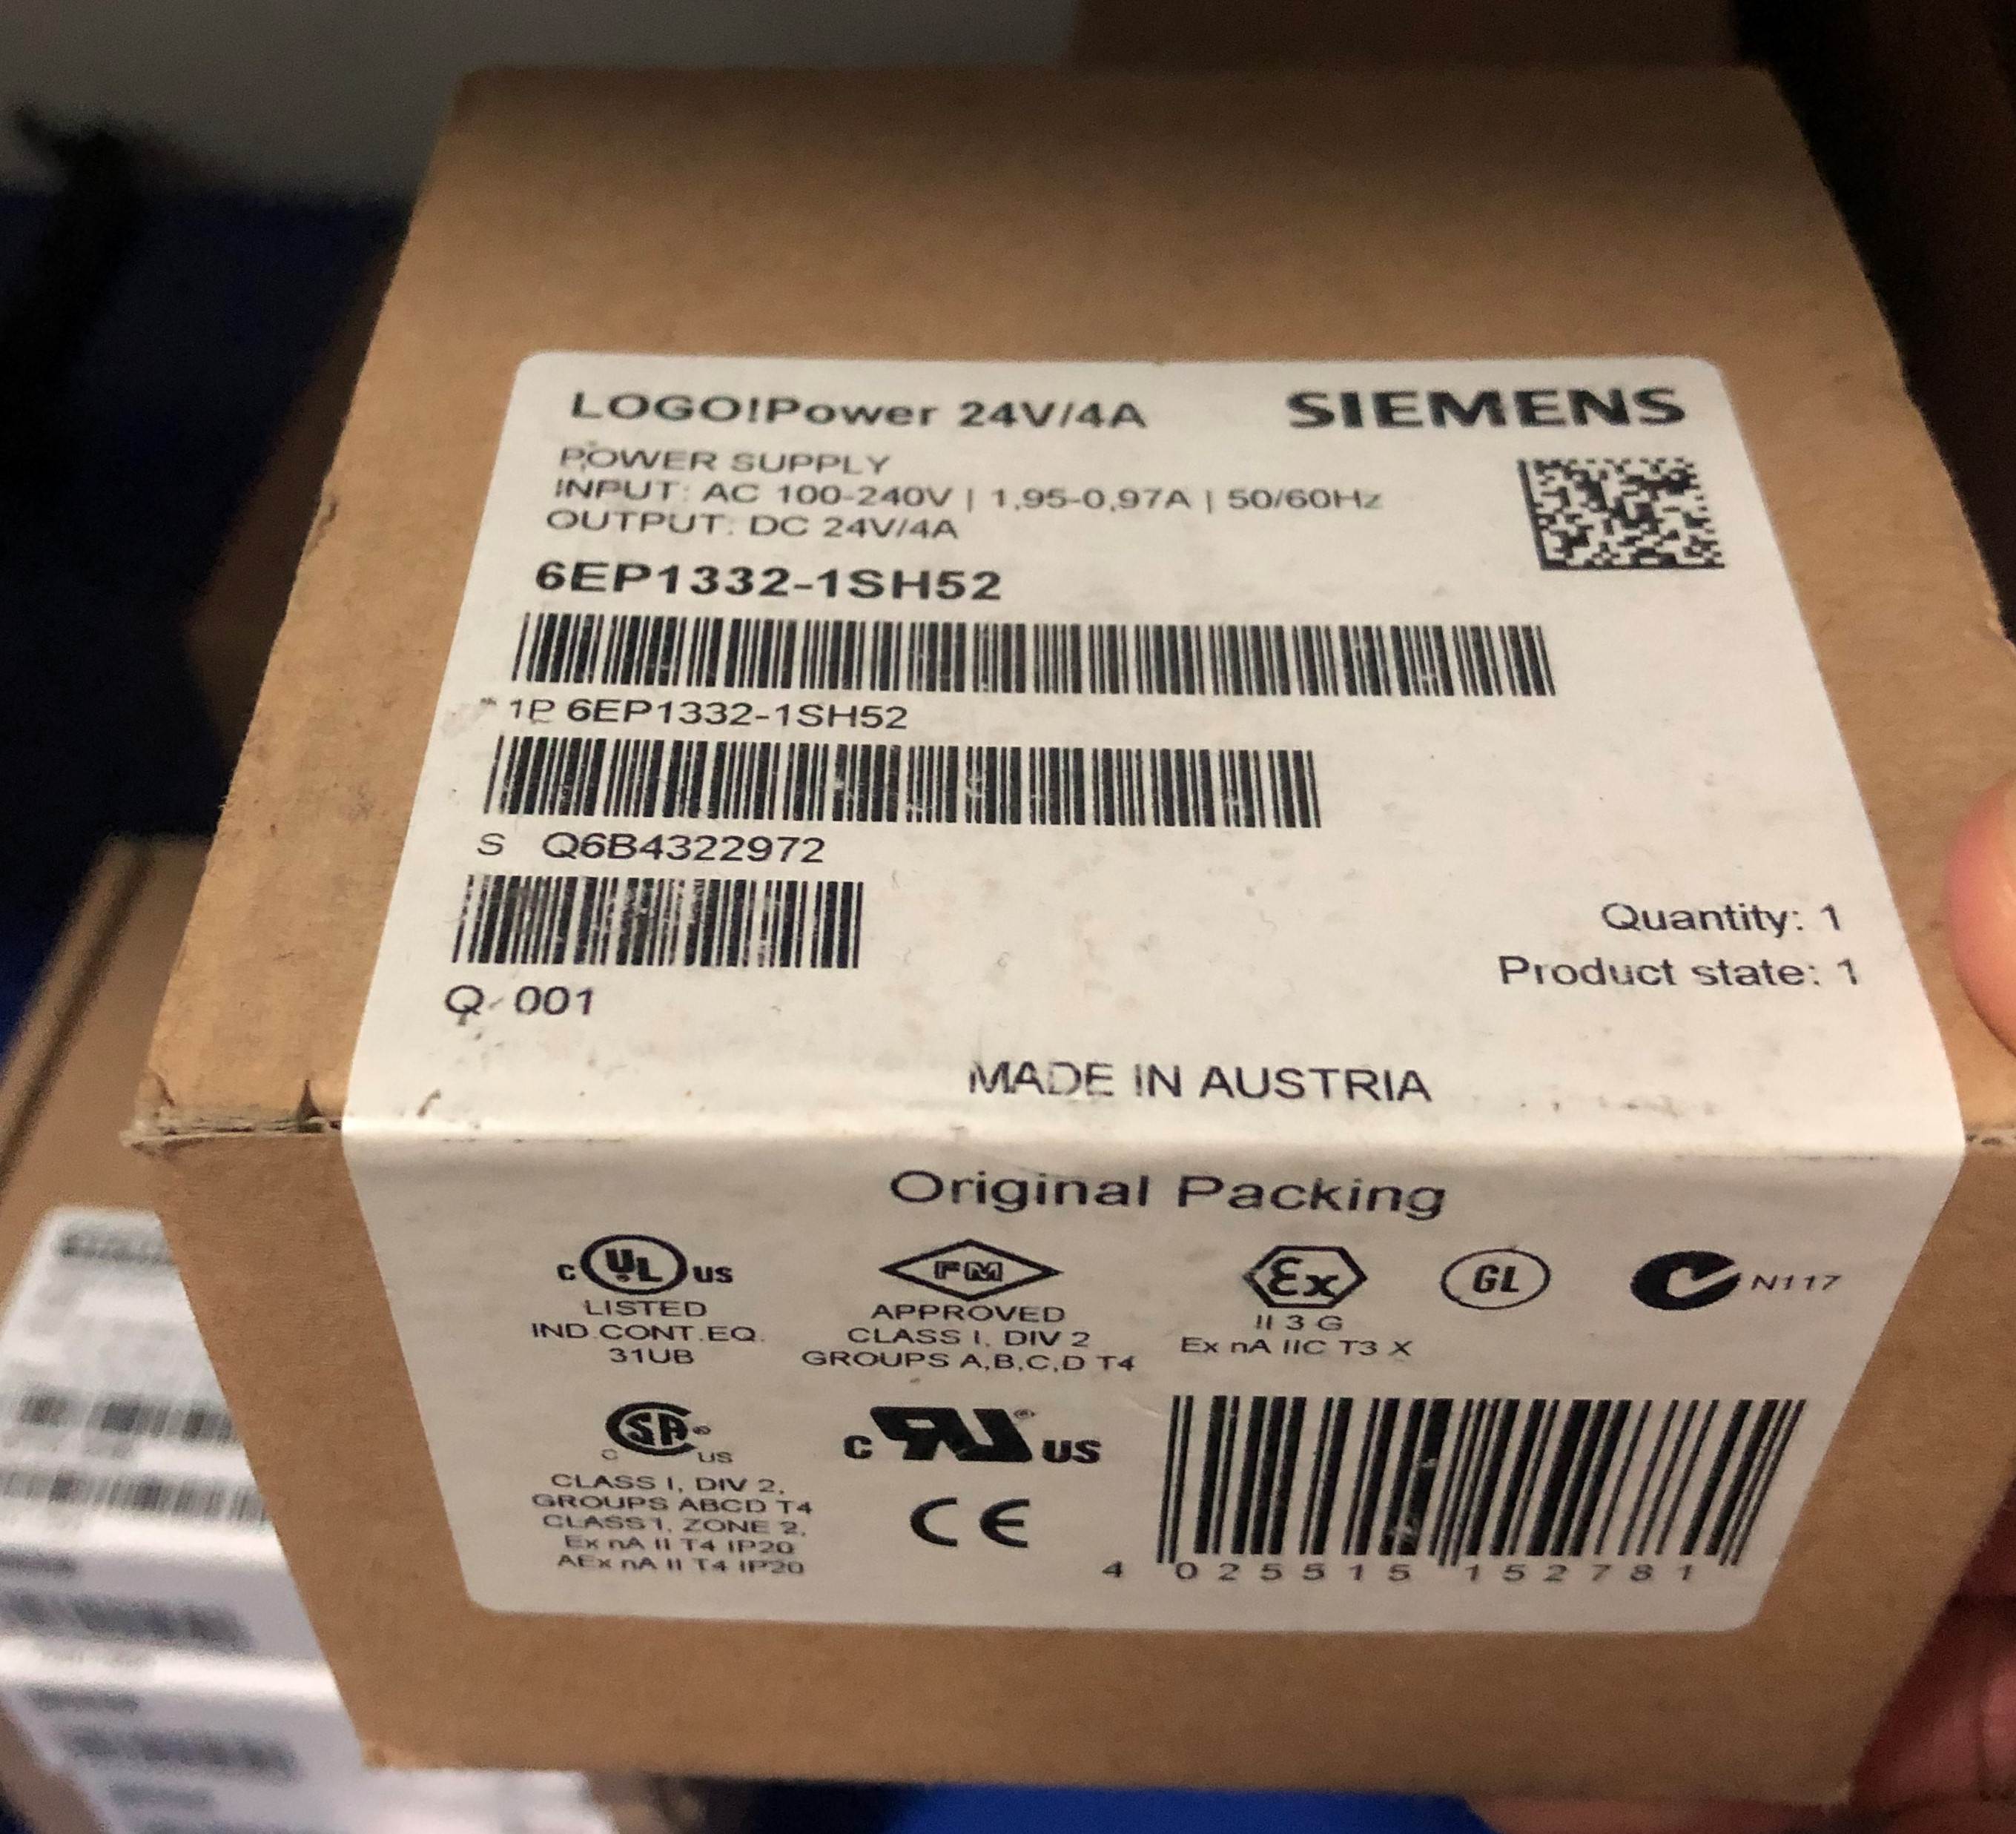 LOGO!Power 24V/4A
SIEMENS
POWER SUPPLY
INPUT: AC 100-240V | 1,95-0,97A | 50/60Hz
OUTPUT: DC 24V/4A
6EP1332-1SH52
1P 6EP1332-1SH52
S Q6B4322972
Q 001
Quantity: 1
Product state: 1
MADE IN AUSTRIA
Original Packing
c UL us
LISTED
IND.CONT.EQ.
31UB
FM
APPROVED
CLASS I, DIV 2
GROUPS A,B,C,D T4
Ex
II 3 G
Ex nA IIC T3 X
GL
N117
SA®
C US
CLASS I, DIV 2,
GROUPS ABCD T4
CLASS 1, ZONE 2,
Ex nA II T4 IP20
AEx nA II T4 IP20
c RU® us
CE
4 025515 152781